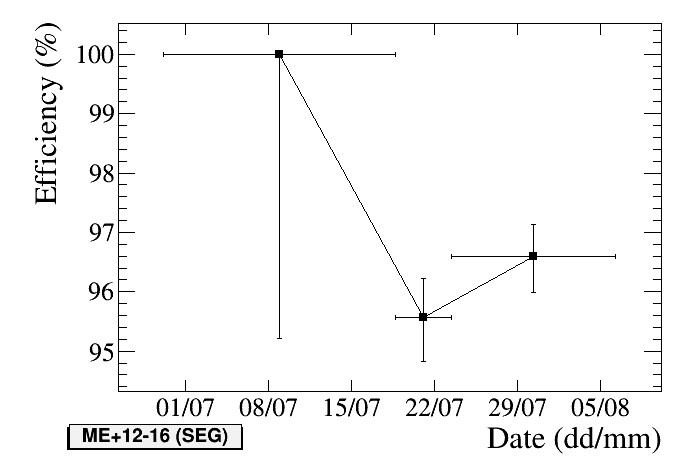 Efficiency (%)
100
99
98
97
96
95
01/07 08/07 15/07 22/07 29/07 05/08
ME+12-16 (SEG)
Date (dd/mm)